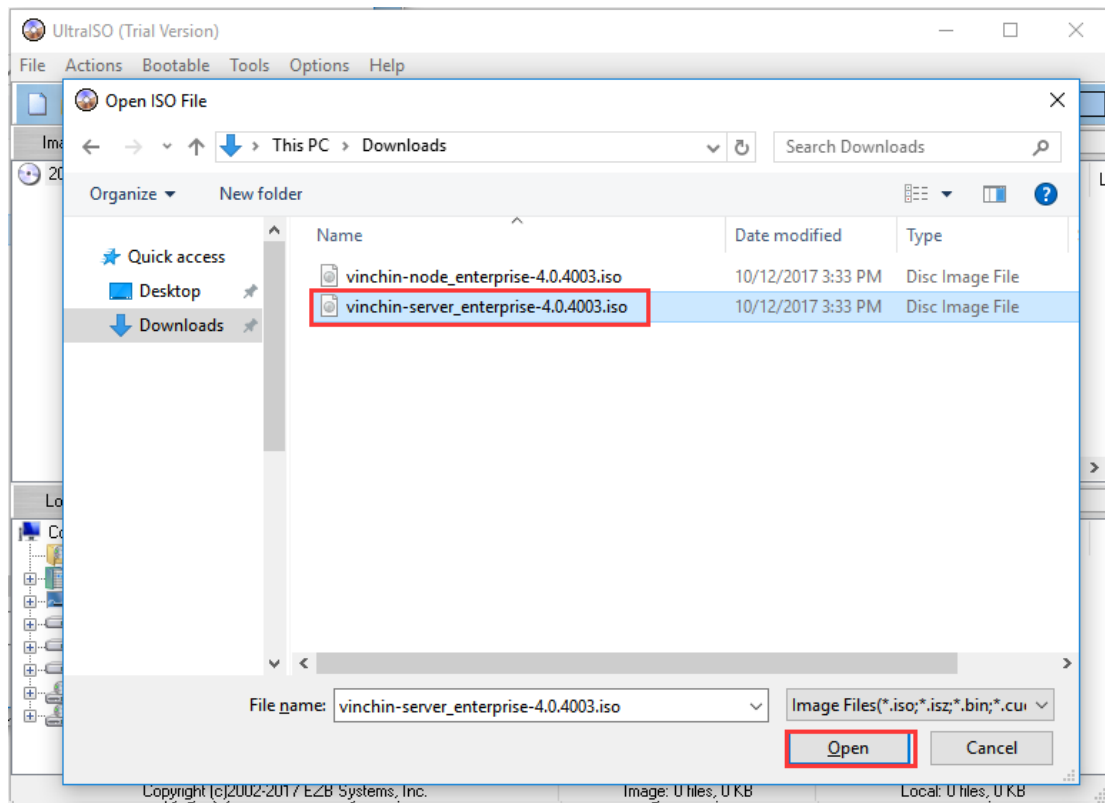 UltraISO (Trial Version)
File Actions Bootable Tools Options Help
Open ISO File
This PC > Downloads
Search Downloads
Organize
New folder
Name
Date modified
Type
Quick access
Desktop
Downloads
vinchin-node_enterprise-4.0.4003.iso 10/12/2017 3:33 PM Disc Image File
vinchin-server_enterprise-4.0.4003.iso 10/12/2017 3:33 PM Disc Image File
File name: vinchin-server_enterprise-4.0.4003.iso
Image Files(*.iso;*.isz;*.bin;*.cu
Open
Cancel
Copyright (c)2002-2017 EZB Systems, Inc.
Image: 0 files, 0 KB
Local: 0 files, 0 KB